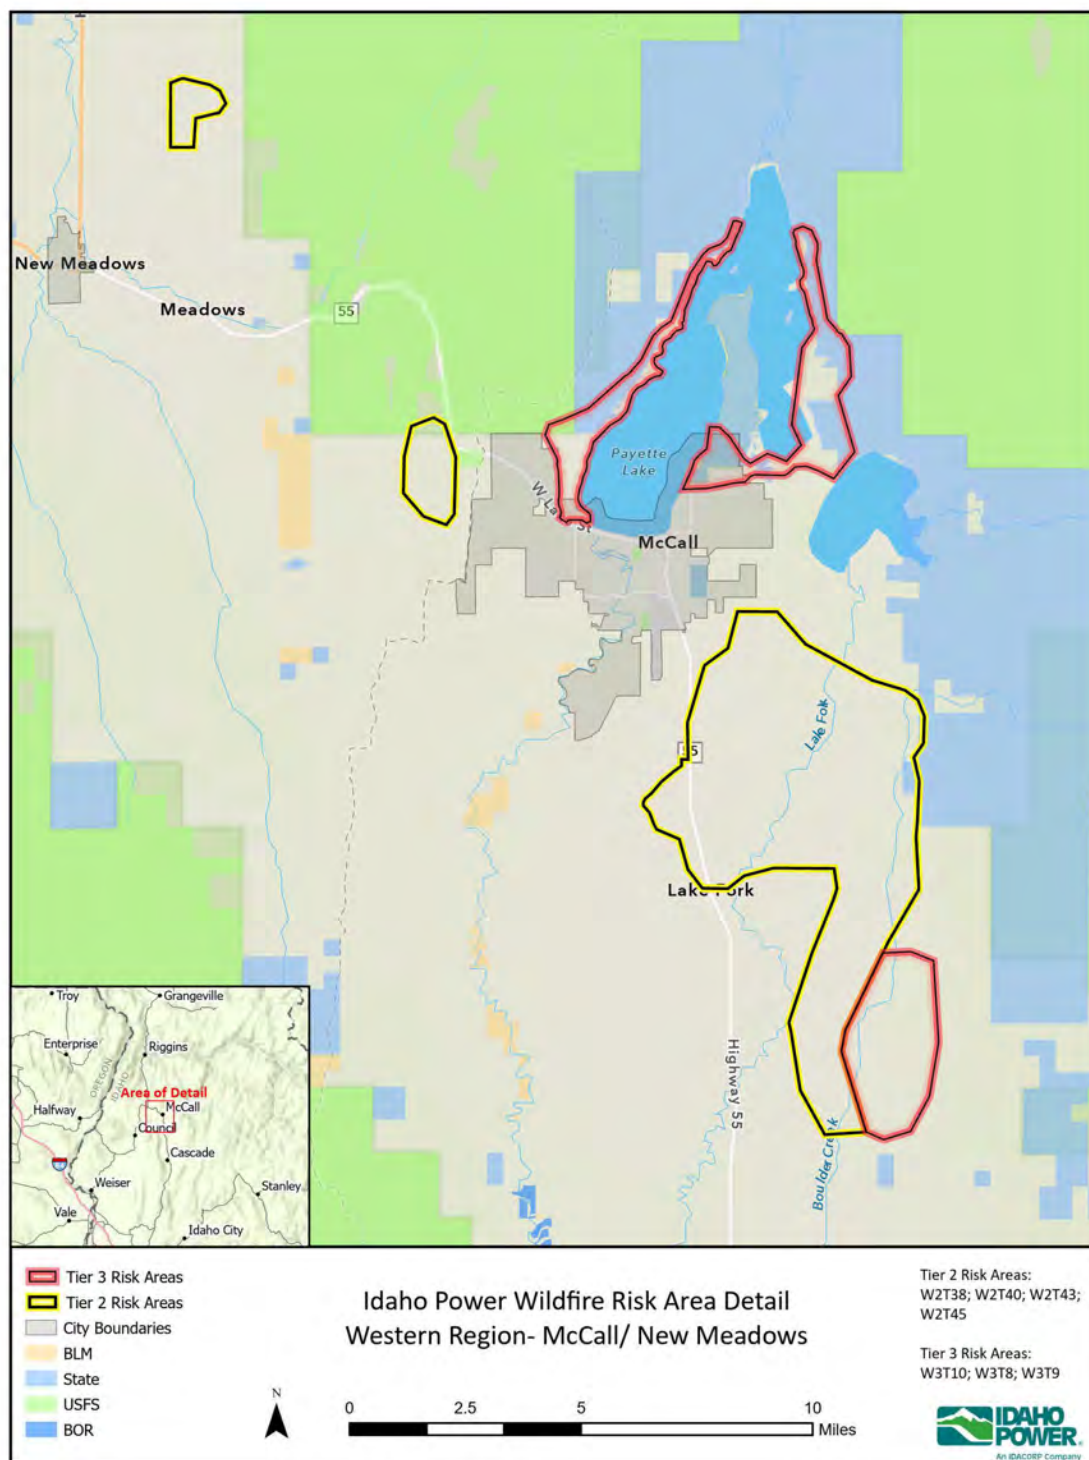 New Meadows
Meadows
55
Payette
Lake
W Lake St
McCall
Lake Fork
55
Lake Fork
Highway 55
Boulder Creek
Troy
Grangeville
Enterprise
Riggins
OREGON
IDAHO
Area of Detail
McCall
Halfway
Council
Cascade
Weiser
Stanley
Vale
Idaho City
Tier 3 Risk Areas
Tier 2 Risk Areas
City Boundaries
BLM
State
USFS
BOR
Idaho Power Wildfire Risk Area Detail
Western Region- McCall/ New Meadows
N
0 2.5 5 10
Miles
Tier 2 Risk Areas:
W2T38; W2T40; W2T43;
W2T45
Tier 3 Risk Areas:
W3T10; W3T8; W3T9
IDAHO
POWER®
An IDACORP Company